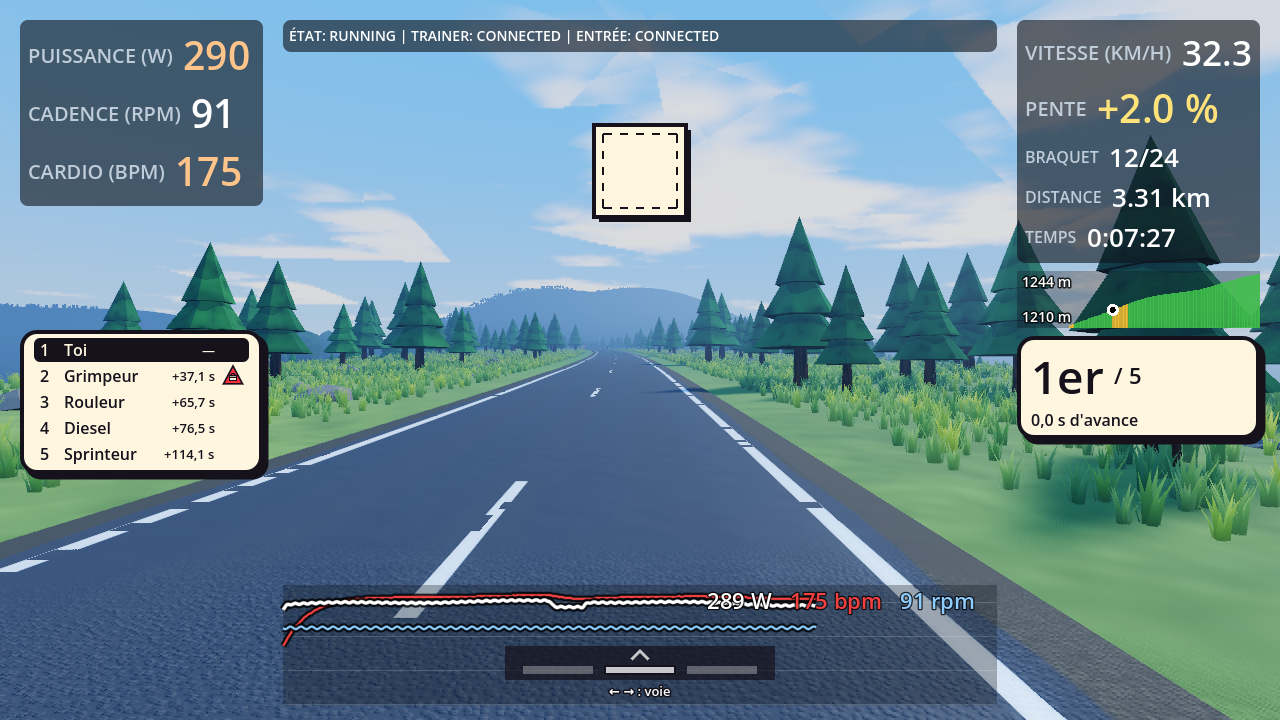 PUISSANCE (W) 290
CADENCE (RPM) 91
CARDIO (BPM) 175
ÉTAT: RUNNING | TRAINER: CONNECTED | ENTRÉE: CONNECTED
VITESSE (KM/H) 32.3
PENTE +2.0 %
BRAQUET 12/24
DISTANCE 3.31 km
TEMPS 0:07:27
1244 m
1210 m
1 Toi —
2 Grimpeur +37,1 s
3 Rouleur +65,7 s
4 Diesel +76,5 s
5 Sprinteur +114,1 s
1er / 5
0,0 s d'avance
289 W 175 bpm 91 rpm
← → : voie